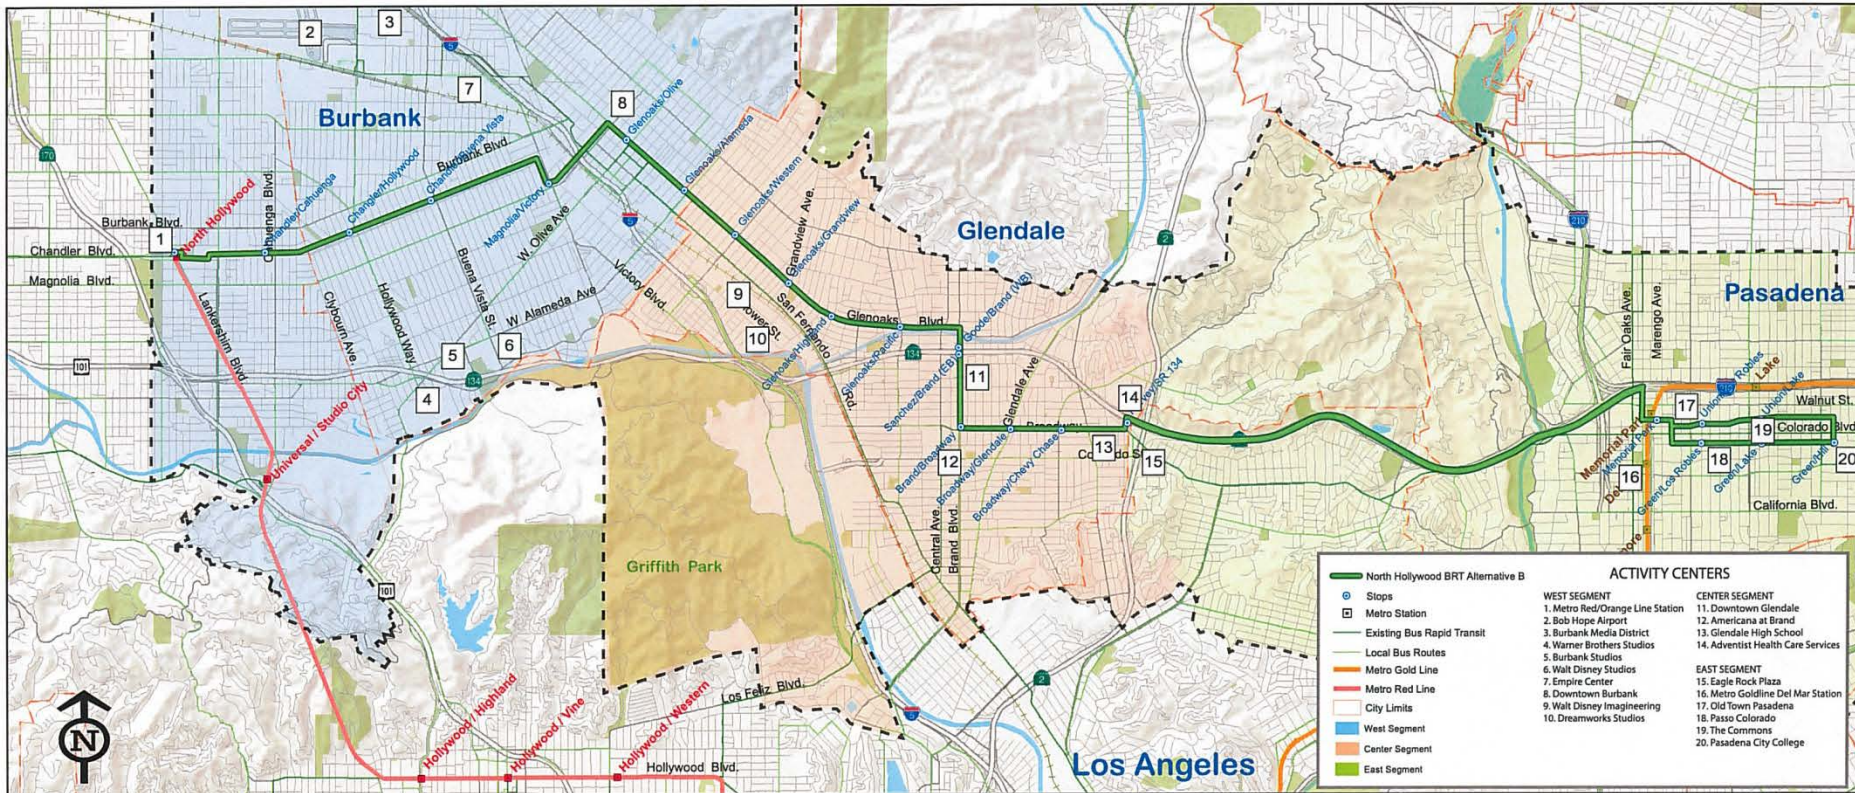 2
3
5
7
8
Burbank
Glenoaks/Olive
170
Burbank Blvd
Chandler/Buena Vista
Changler/Hollywood
Chandler/Cahuenga
Cahuenga Blvd.
North Hollywood
Burbank Blvd.
1
Chandler Blvd.
Magnolia Blvd.
Magnolia/Victory
W. Olive Ave
Buena Vista St.
Hollywood Way
Clybourn Ave.
Lankershim Blvd.
W. Alameda Ave
Victory Blvd.
5
Glenoaks/Alameda
Glenoaks/Western
Grandview Ave.
Glenoaks/Grandview
Glendale
2
210
Pasadena
9
10
San Fernando
Rd.
Glenoaks/Highland
Glenoaks
Blvd.
Glenoaks/Pacific
134
Goode/Brand (WB)
Sanchez/Brand (EB)
11
Glendale Ave
101
5
6
4
134
Universal / Studio City
14
13
15
12
Brand/Broadway
Broadway/Glendale
Broadway/Chevy Chase
Central Ave.
Brand Blvd.
Fair Oaks Ave.
Marengo Ave.
210
Lake
Walnut St.
17
Union/Lake
19
Colorado Blvd
Memorial Park
Memorial Park
16
Green/Los Robles
18
Green/Lake
Green/Hill
20
California Blvd.
Griffith Park
101
Los Feliz Blvd.
5
2
Hollywood / Highland
Hollywood / Vine
Hollywood / Western
Hollywood Blvd.
Los Angeles
N
North Hollywood BRT Alternative B
Stops
Metro Station
Existing Bus Rapid Transit
Local Bus Routes
Metro Gold Line
Metro Red Line
City Limits
West Segment
Center Segment
East Segment
ACTIVITY CENTERS
WEST SEGMENT
1. Metro Red/Orange Line Station
2. Bob Hope Airport
3. Burbank Media District
4. Warner Brothers Studios
5. Burbank Studios
6. Walt Disney Studios
7. Empire Center
8. Downtown Burbank
9. Walt Disney Imagineering
10. Dreamworks Studios
CENTER SEGMENT
11. Downtown Glendale
12. Americana at Brand
13. Glendale High School
14. Adventist Health Care Services
EAST SEGMENT
15. Eagle Rock Plaza
16. Metro Goldline Del Mar Station
17. Old Town Pasadena
18. Passo Colorado
19. The Commons
20. Pasadena City College